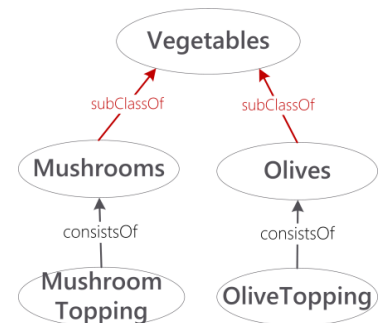 Vegetables
subClassOf subClassOf
Mushrooms Olives
consistsOf consistsOf
Mushroom
Topping
OliveTopping